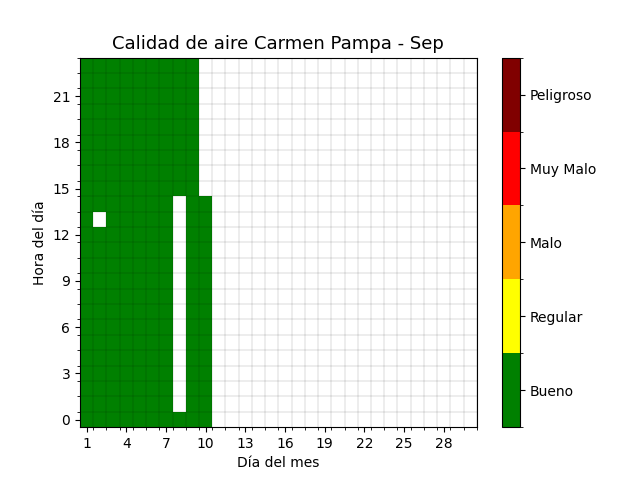 Calidad de aire Carmen Pampa - Sep
Hora del día
21
18
15
12
9
6
3
0
1 4 7 10 13 16 19 22 25 28
Día del mes
Peligroso
Muy Malo
Malo
Regular
Bueno